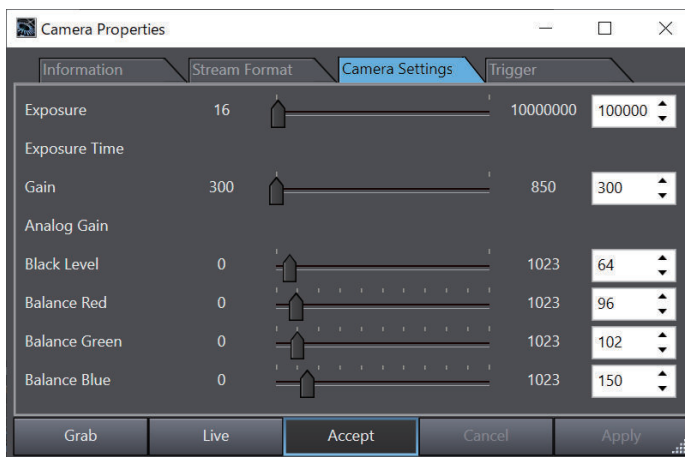 Camera Properties
Information Stream Format Camera Settings Trigger
Exposure 16 10000000 100000
Exposure Time
Gain 300 850 300
Analog Gain
Black Level 0 1023 64
Balance Red 0 1023 96
Balance Green 0 1023 102
Balance Blue 0 1023 150
Grab Live Accept Cancel Apply